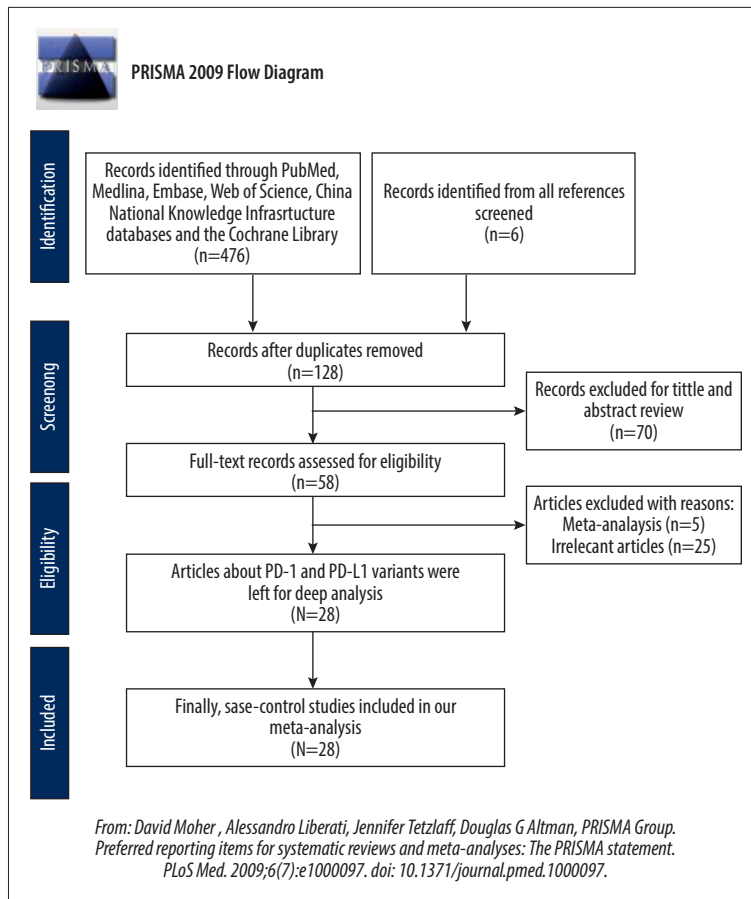 PRISMA
PRISMA 2009 Flow Diagram
Identification
Records identified through PubMed,
Medlina, Embase, Web of Science, China
National Knowledge Infrasrtucture
databases and the Cochrane Library
(n=476)
Records identified from all references
screened
(n=6)
Screenong
Records after duplicates removed
(n=128)
Records excluded for tittle and
abstract review
(n=70)
Full-text records assessed for eligibility
(n=58)
Eligibility
Articles excluded with reasons:
Meta-analaysis (n=5)
Irrelecant articles (n=25)
Articles about PD-1 and PD-L1 variants were
left for deep analysis
(N=28)
Included
Finally, sase-control studies included in our
meta-analysis
(N=28)
From: David Moher , Alessandro Liberati, Jennifer Tetzlaff, Douglas G Altman, PRISMA Group.
Preferred reporting items for systematic reviews and meta-analyses: The PRISMA statement.
PLoS Med. 2009;6(7):e1000097. doi: 10.1371/journal.pmed.1000097.